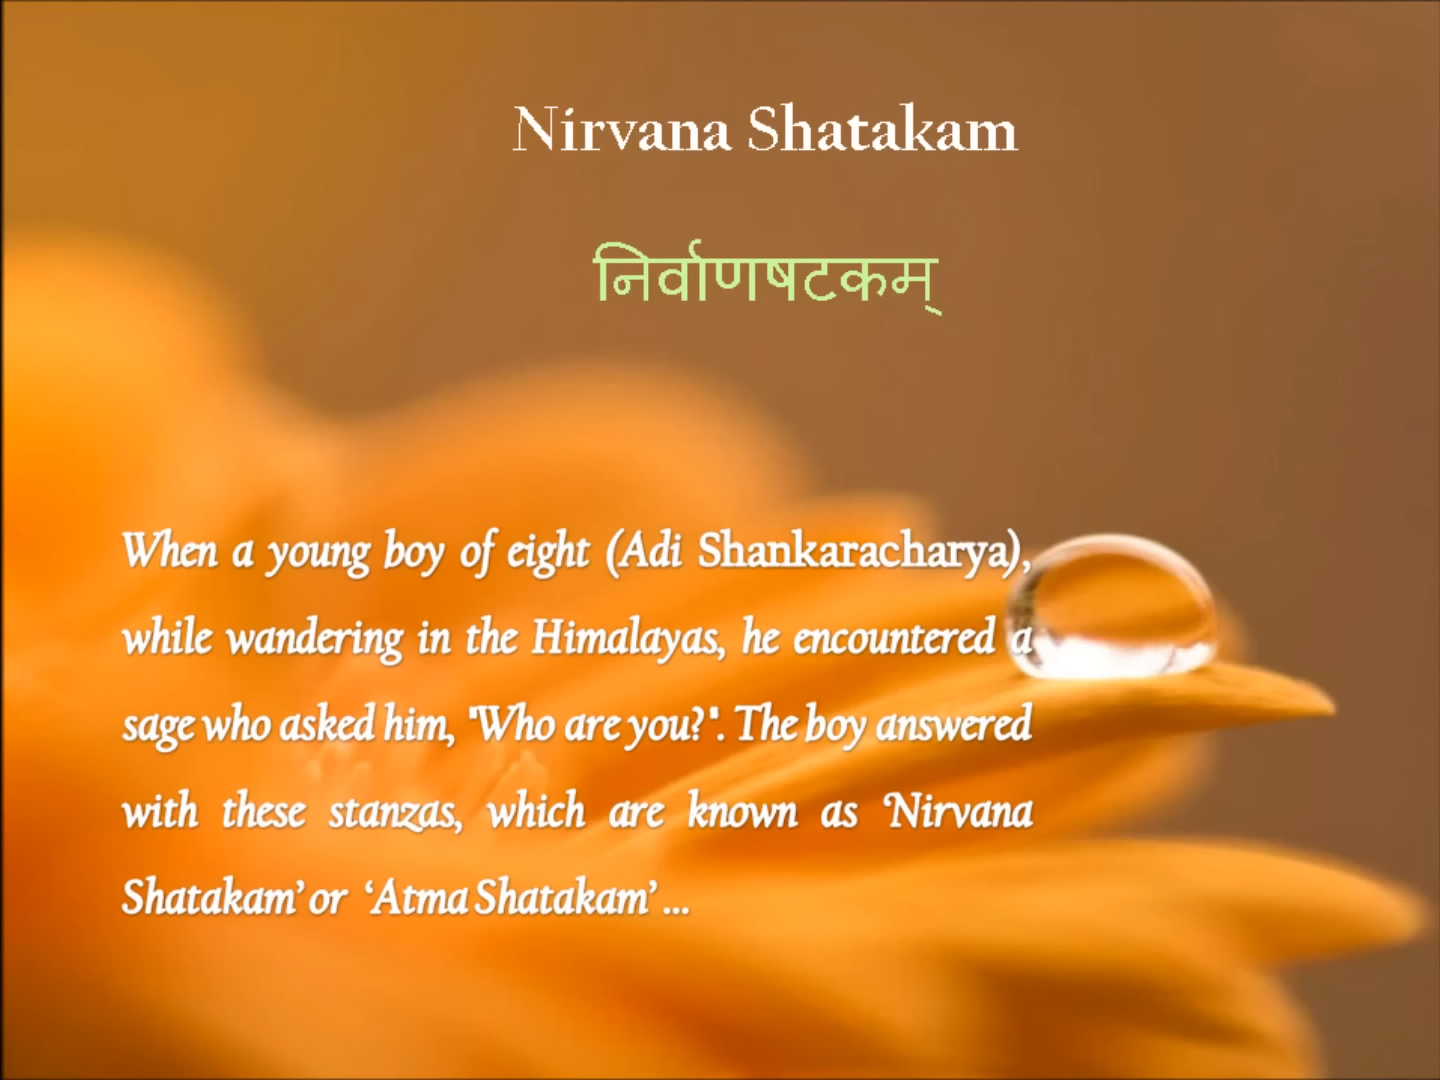 Nirvana Shatakam
निर्वाणषटकम्
When a young boy of eight (Adi Shankaracharya),
while wandering in the Himalayas, he encountered a
sage who asked him, "Who are you?". The boy answered
with these stanzas, which are known as 'Nirvana
Shatakam’ or ‘Atma Shatakam’ ...